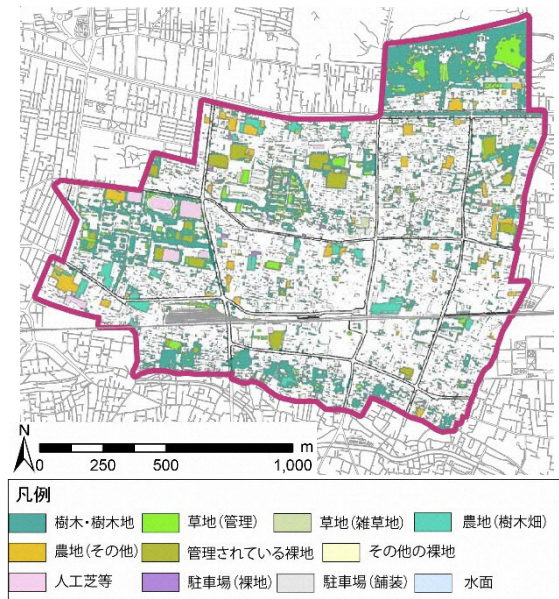 N
m
0 250 500 1,000
凡例
樹木・樹木地 草地(管理) 草地(雑草地) 農地(樹木畑)
農地(その他) 管理されている裸地 その他の裸地
人工芝等 駐車場(裸地) 駐車場(舗装) 水面